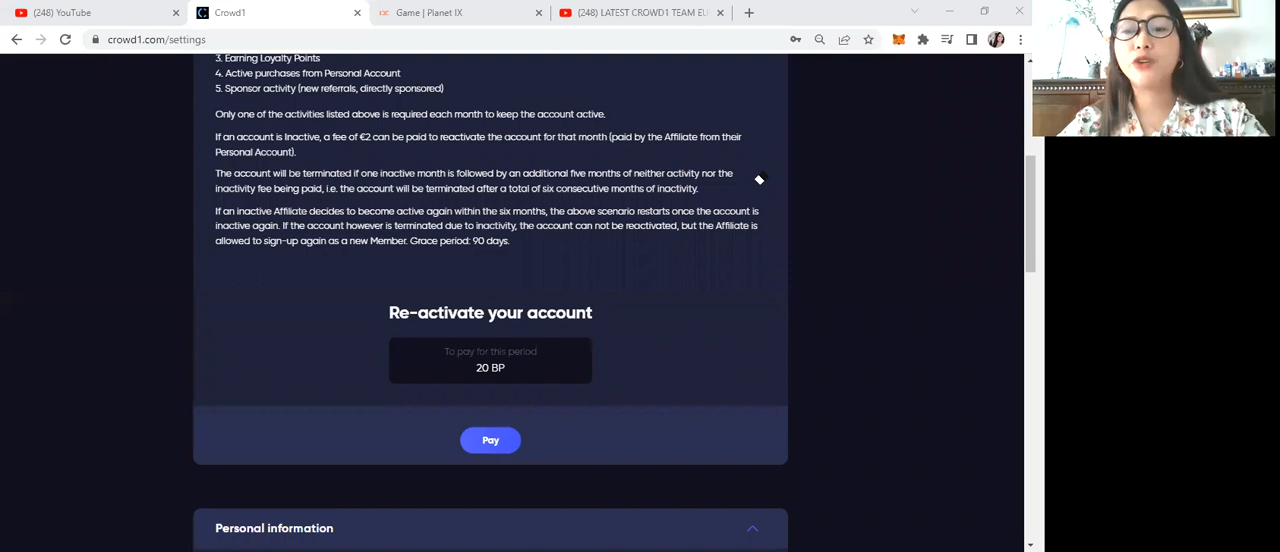 (248) YouTube
Crowd1
Game | Planet IX
(248) LATEST CROWD1 TEAM EU
crowd1.com/settings
3. Earning Loyalty Points
4. Active purchases from Personal Account
5. Sponsor activity (new referrals, directly sponsored)
Only one of the activities listed above is required each month to keep the account active.
If an account is Inactive, a fee of €2 can be paid to reactivate the account for that month (paid by the Affiliate from their
Personal Account).
The account will be terminated if one inactive month is followed by an additional five months of neither activity nor the
inactivity fee being paid, i.e. the account will be terminated after a total of six consecutive months of inactivity.
If an inactive Affiliate decides to become active again within the six months, the above scenario restarts once the account is
inactive again. If the account however is terminated due to inactivity, the account can not be reactivated, but the Affiliate is
allowed to sign-up again as a new Member. Grace period: 90 days.
Re-activate your account
To pay for this period
20 BP
Pay
Personal information